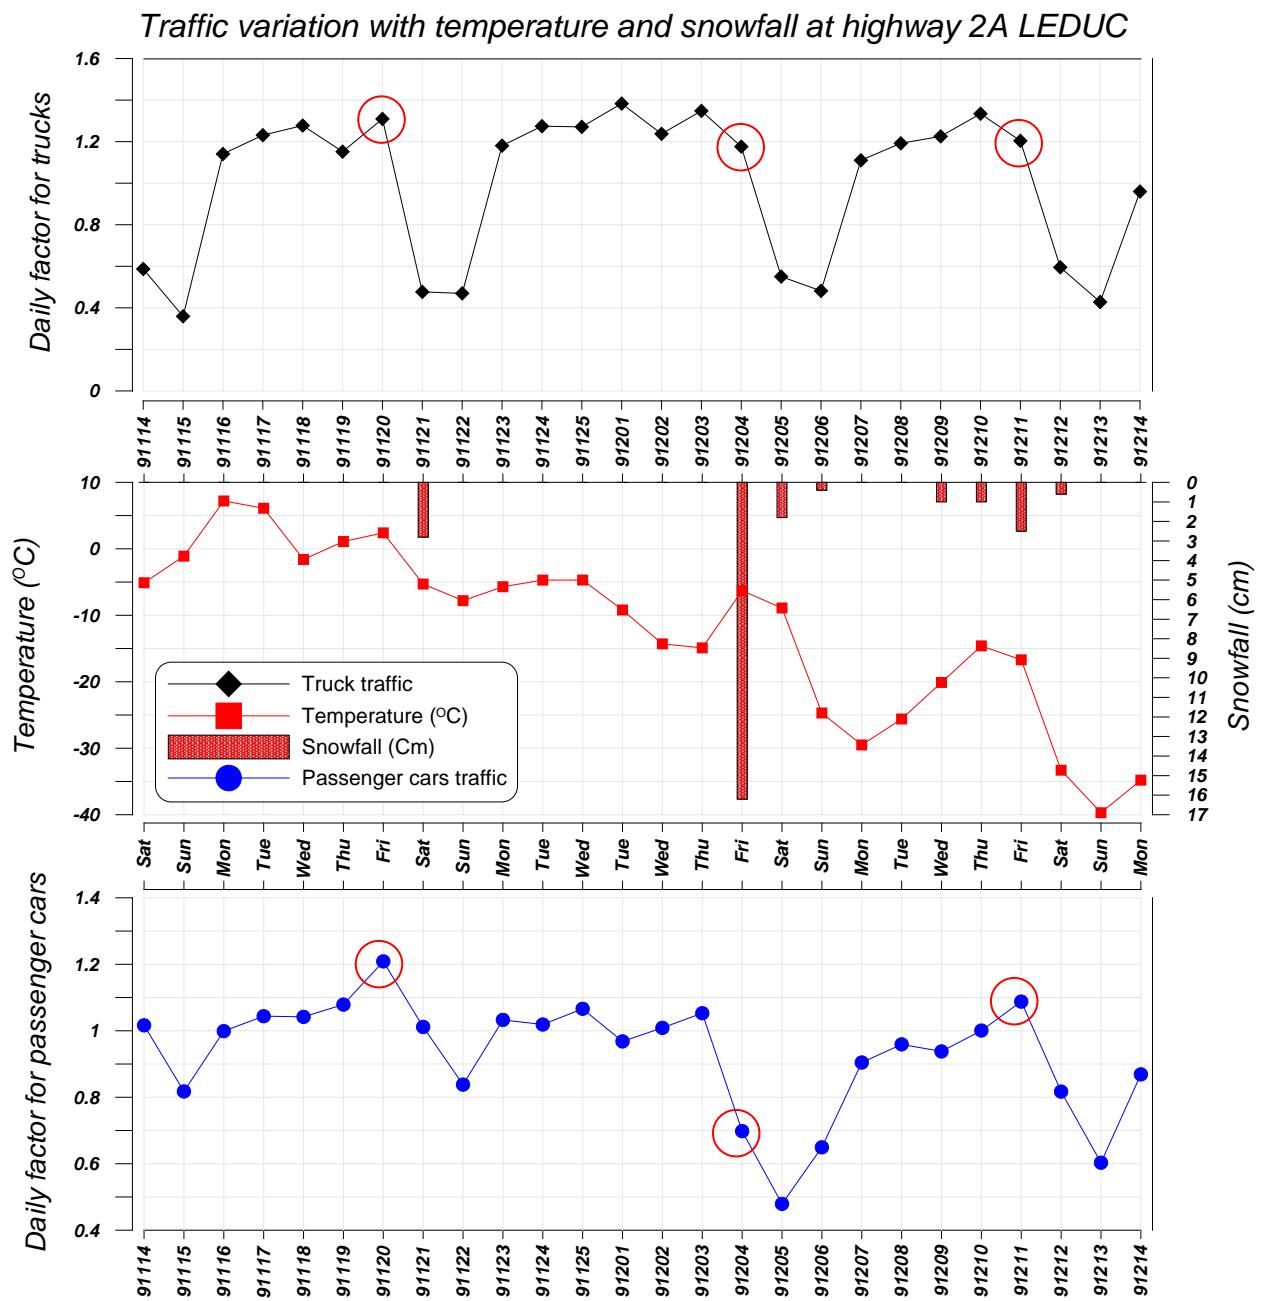 Traffic variation with temperature and snowfall at highway 2A LEDUC
Daily factor for trucks
1.6
1.2
0.8
0.4
0
91114
91115
91116
91117
91118
91119
91120
91121
91122
91123
91124
91125
91201
91202
91203
91204
91205
91206
91207
91208
91209
91210
91211
91212
91213
91214
Temperature (°C)
10
0
-10
-20
-30
-40
Truck traffic
Temperature (°C)
Snowfall (Cm)
Passenger cars traffic
0
1
2
3
4
5
6
7
8
9
10
11
12
13
14
15
16
17
Snowfall (cm)
Sat
Sun
Mon
Tue
Wed
Thu
Fri
Sat
Sun
Mon
Tue
Wed
Tue
Wed
Thu
Fri
Sat
Sun
Mon
Tue
Wed
Thu
Fri
Sat
Sun
Mon
Daily factor for passenger cars
1.4
1.2
1
0.8
0.6
0.4
91114
91115
91116
91117
91118
91119
91120
91121
91122
91123
91124
91125
91201
91202
91203
91204
91205
91206
91207
91208
91209
91210
91211
91212
91213
91214